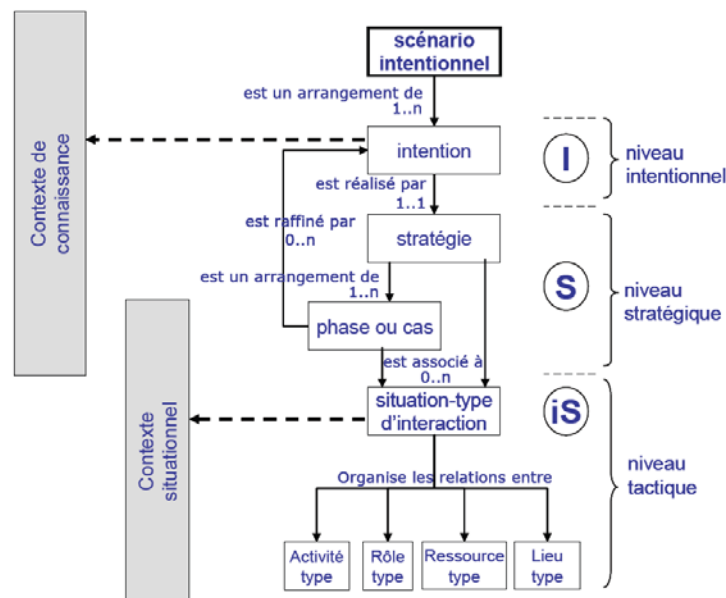 scénario
intentionnel
est un arrangement de
1..n
intention
I
niveau
intentionnel
Contexte de
connaissance
est réalisé par
1..1
est raffiné par
0..n
stratégie
S
niveau
stratégique
est un arrangement de
1..n
phase ou cas
est associé à
0..n
situation-type
d'interaction
iS
Contexte
situationnel
niveau
tactique
Organise les relations entre
Activité
type
Rôle
type
Ressource
type
Lieu
type